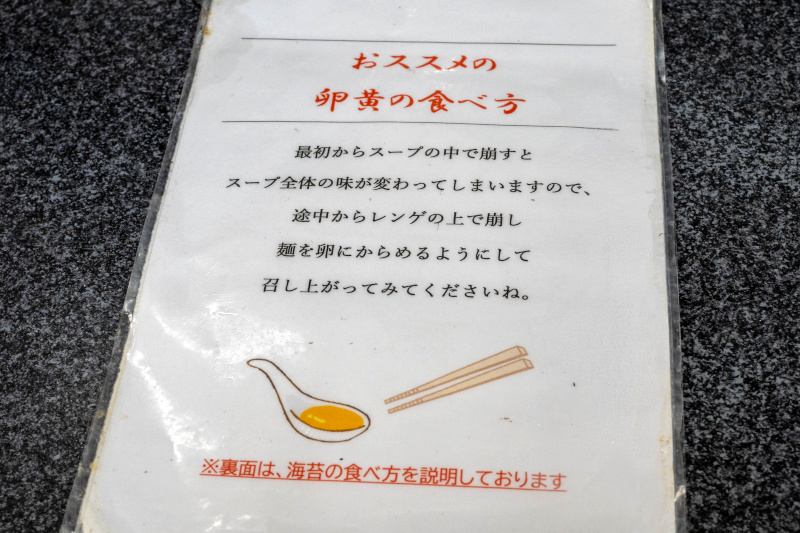 おススメの
卵黄の食べ方
最初からスープの中で崩すと
スープ全体の味が変わってしまいますので、
途中からレンゲの上で崩し
麺を卵にからめるようにして
召し上がってみてくださいね。
※裏面は、海苔の食べ方を説明しております